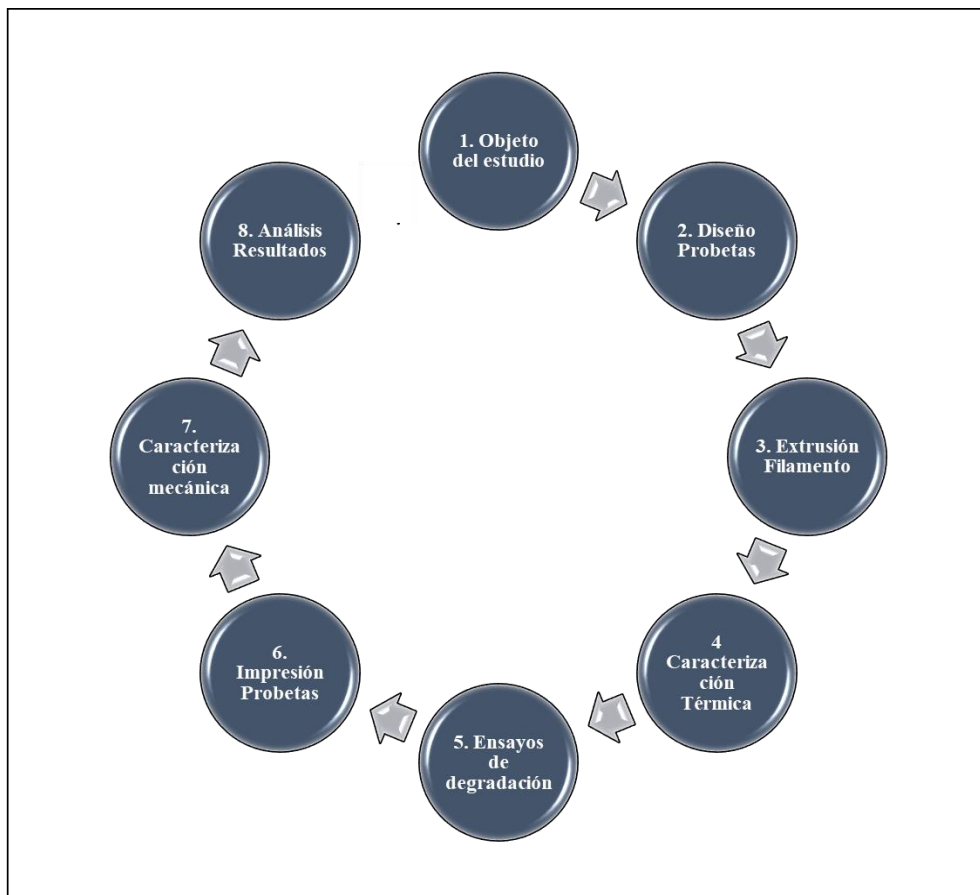 1. Objeto
del estudio
2. Diseño
Probetas
3. Extrusión
Filamento
4
Caracteriza
ción
Térmica
5. Ensayos
de
degradación
6.
Impresión
Probetas
7.
Caracteriza
ción
mecánica
8. Análisis
Resultados